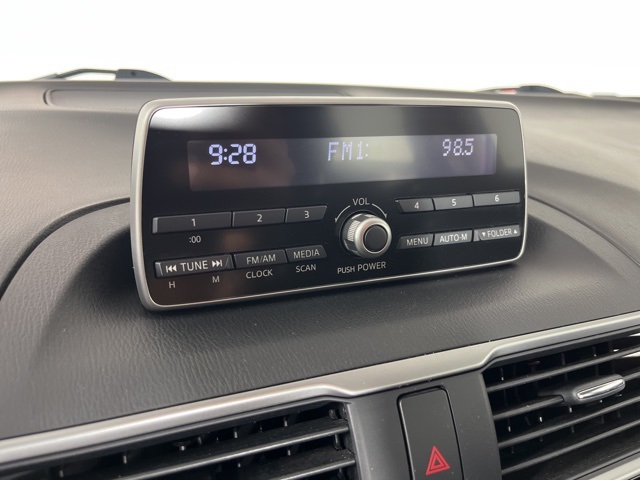 9:28 FM1: 98.5
VOL
1 2 3 4 5 6
:00
TUNE FM/AM MEDIA MENU AUTO-M FOLDER
H M CLOCK SCAN PUSH POWER